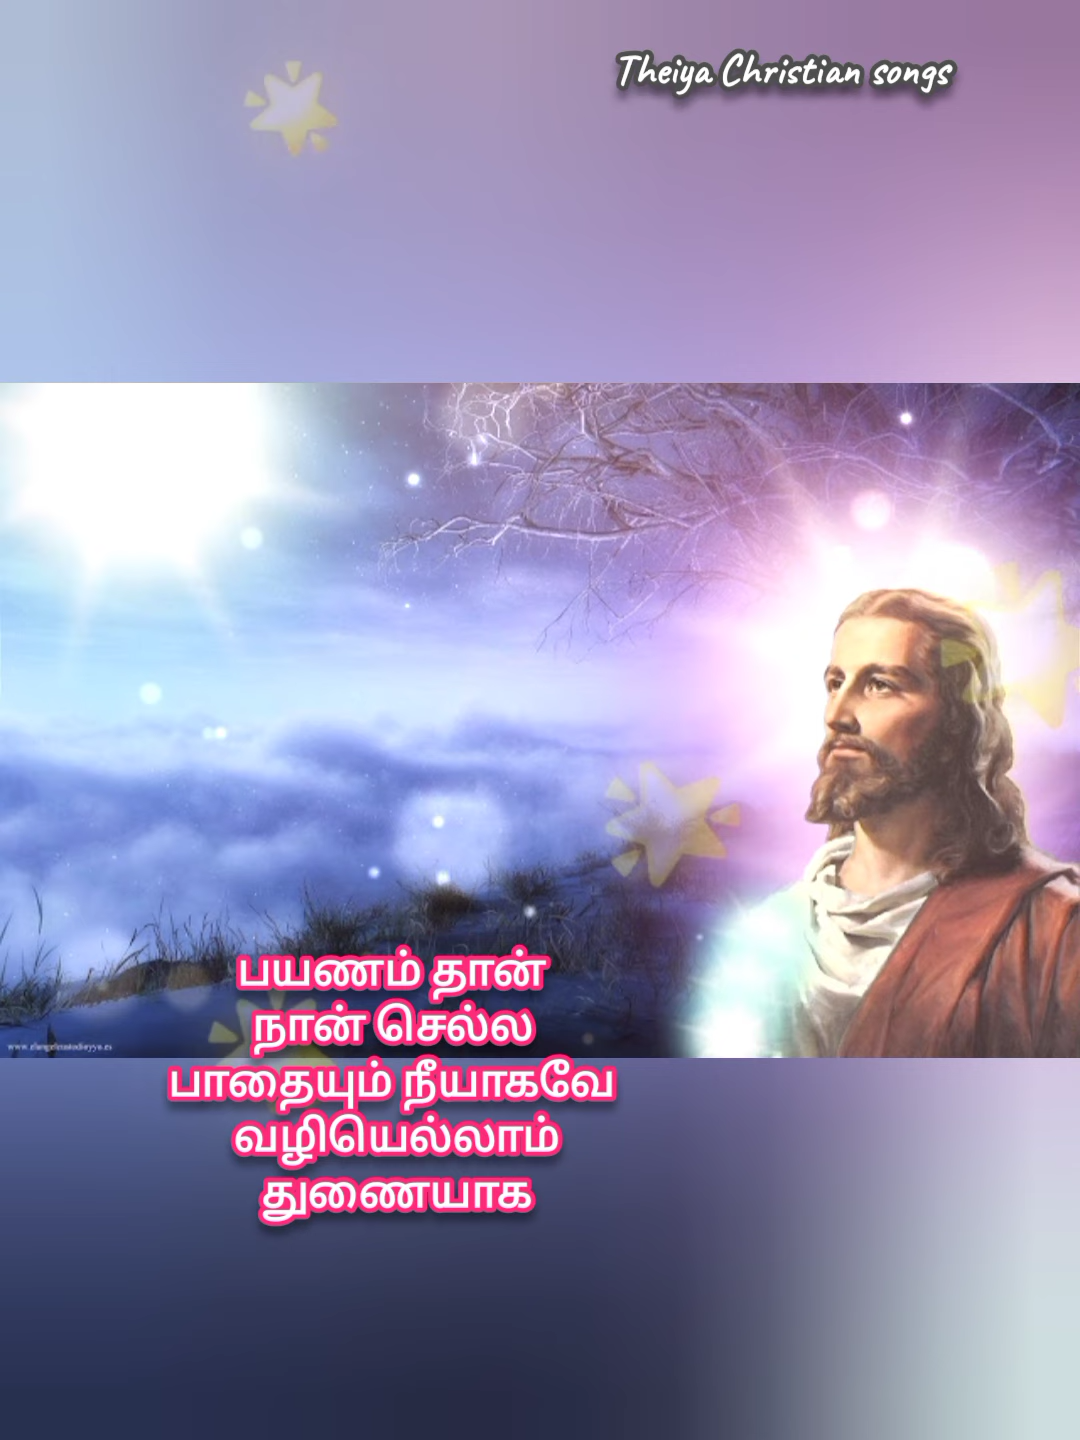 Theiya Christian songs
பயணம் தான்
நான் செல்ல
பாதையும் நீயாகவே
வழியெல்லாம்
துணையாக